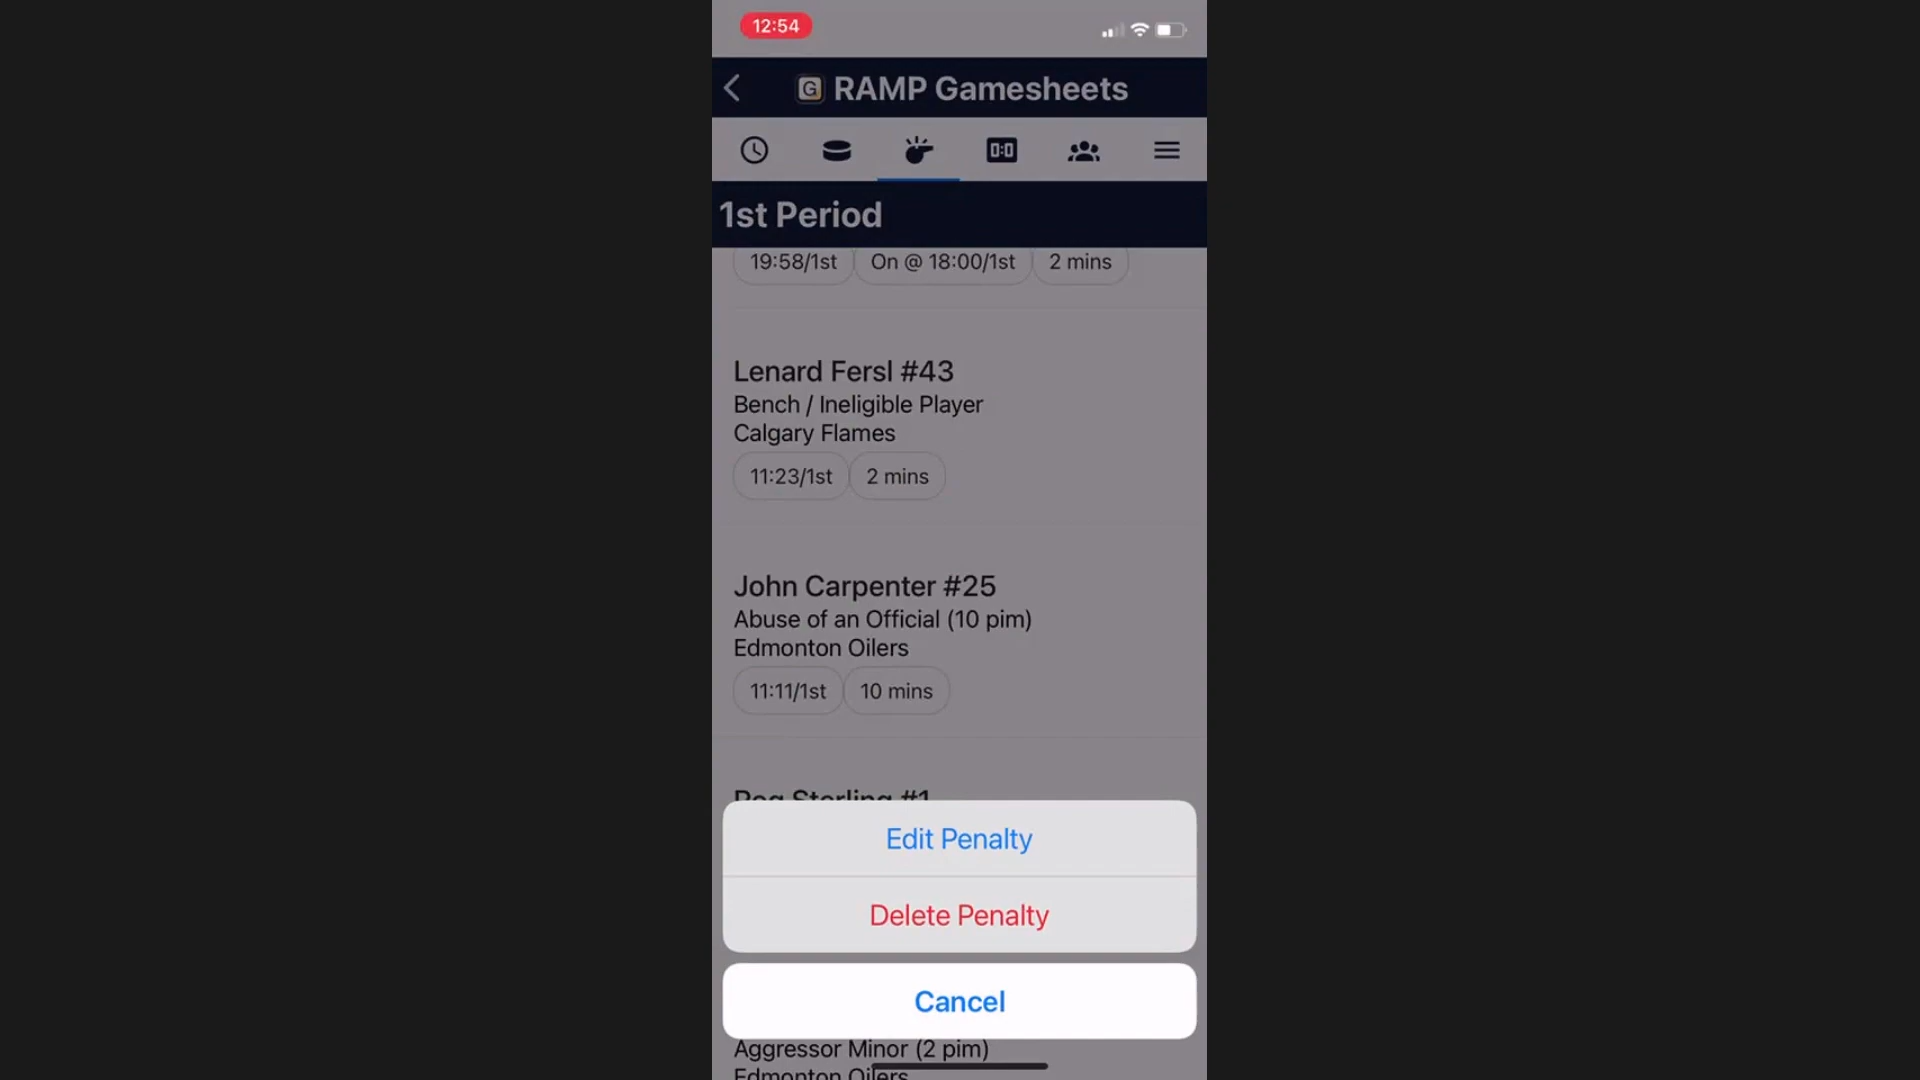 12:54
G RAMP Gamesheets
0:0
1st Period
19:58/1st On @ 18:00/1st 2 mins
Lenard Fersl #43
Bench / Ineligible Player
Calgary Flames
11:23/1st 2 mins
John Carpenter #25
Abuse of an Official (10 pim)
Edmonton Oilers
11:11/1st 10 mins
Reg Sterling #1
Edit Penalty
Delete Penalty
Cancel
Aggressor Minor (2 pim)
Edmonton Oilers